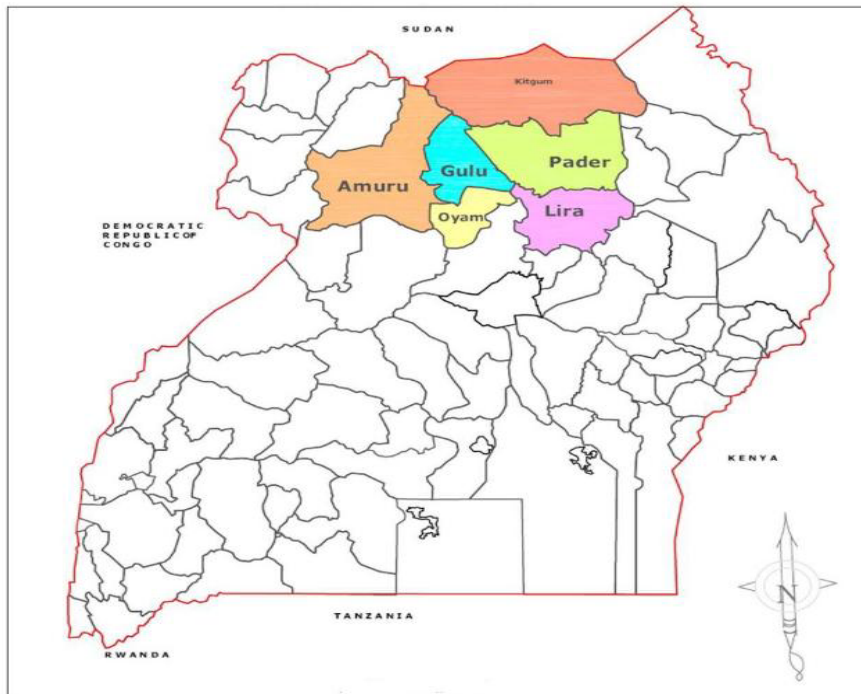 SUDAN
Kitgum
Pader
Gulu
Amuru
Lira
Oyam
DEMOCRATIC
REPUBLIC OF
CONGO
KENYA
N
TANZANIA
RWANDA